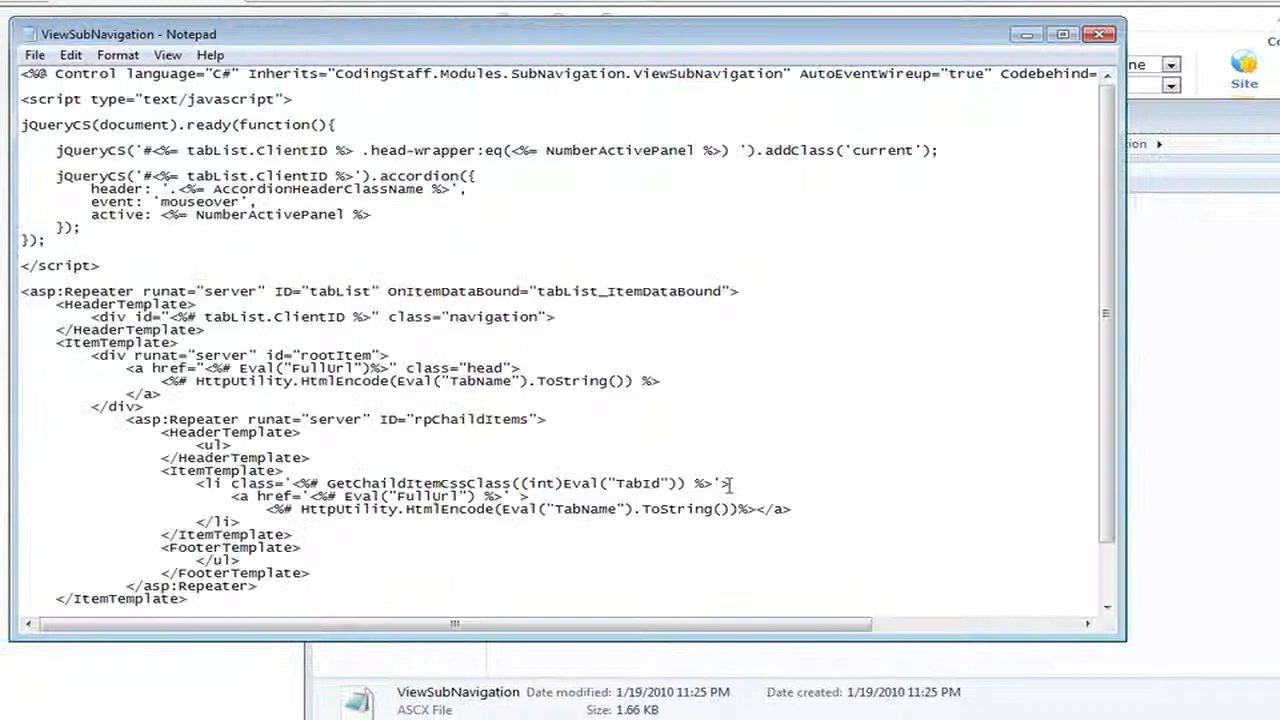 ViewSubNavigation - Notepad
File Edit Format View Help
<%@ Control language="C#" Inherits="CodingStaff.Modules.SubNavigation.ViewSubNavigation" AutoEventWireup="true" Codebehind=
<script type="text/javascript">
jQueryCS(document).ready(function(){
jQueryCS('#<%= tabList.ClientID %> .head-wrapper:eq(<%= NumberActivePanel %>) ').addClass('current');
jQueryCS('#<%= tabList.ClientID %>').accordion({
header: '.<%= AccordionHeaderClassName %>',
event: 'mouseover',
active: <%= NumberActivePanel %>
});
});
</script>
<asp:Repeater runat="server" ID="tabList" OnItemDataBound="tabList_ItemDataBound">
<HeaderTemplate>
<div id="<%# tabList.ClientID %>" class="navigation">
</HeaderTemplate>
<ItemTemplate>
<div runat="server" id="rootItem">
<a href="<%# Eval("FullUrl")%>" class="head">
<%# HttpUtility.HtmlEncode(Eval("TabName").ToString()) %>
</a>
</div>
<asp:Repeater runat="server" ID="rpChaildItems">
<HeaderTemplate>
<ul>
</HeaderTemplate>
<ItemTemplate>
<li class='<%# GetChaildItemCssClass((int)Eval("TabId")) %>'>
<a href='<%# Eval("FullUrl") %>' >
<%# HttpUtility.HtmlEncode(Eval("TabName").ToString())%></a>
</li>
</ItemTemplate>
<FooterTemplate>
</ul>
</FooterTemplate>
</asp:Repeater>
</ItemTemplate>
ne
Site
ion
ViewSubNavigation Date modified: 1/19/2010 11:25 PM Date created: 1/19/2010 11:25 PM
ASCX File Size: 1.66 KB